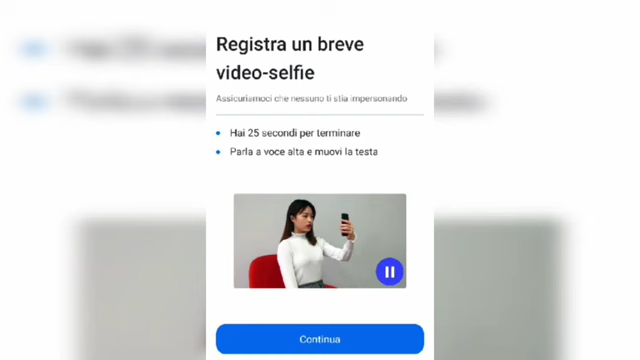 Registra un breve
video-selfie
Assicuriamoci che nessuno ti stia impersonando
Hai 25 secondi per terminare
Parla a voce alta e muovi la testa
Continua